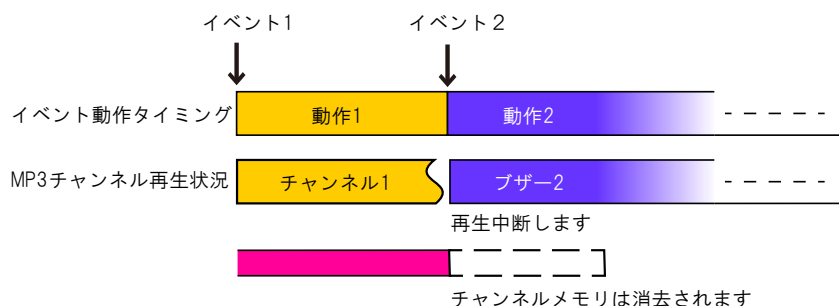 イベント1
イベント２
イベント動作タイミング
動作1
動作2
MP3チャンネル再生状況
チャンネル1
ブザー2
再生中断します
チャンネルメモリは消去されます